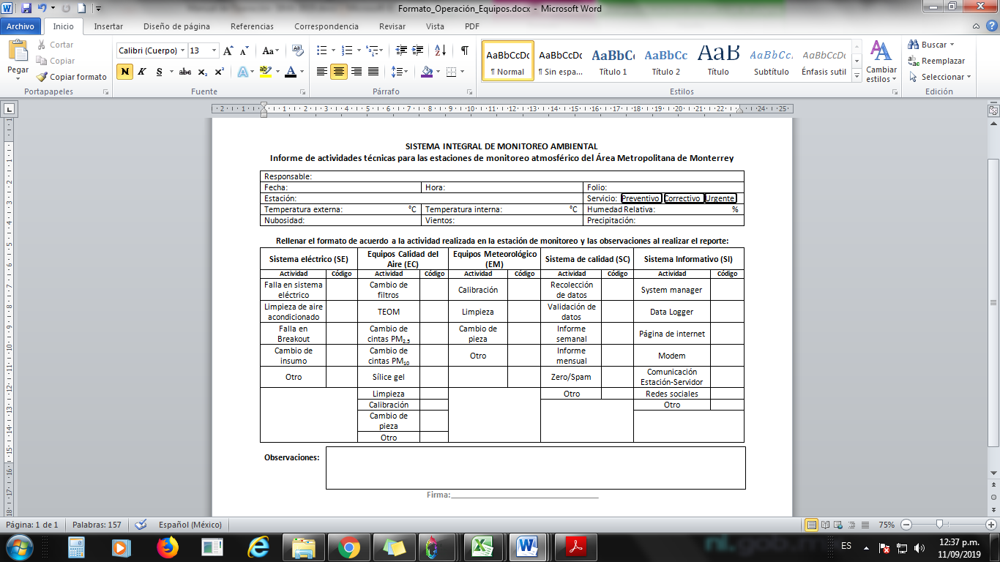 Formato_Operación_Equipos.docx - Microsoft Word
Archivo Inicio Insertar Diseño de página Referencias Correspondencia Revisar Vista PDF
Pegar
Cortar
Copiar
Copiar formato
Portapapeles
Calibri (Cuerpo) 13
N K S abc x₂ x²
Fuente
Párrafo
AaBbCcDc AaBbCcDc AaBbCc AaBbCc AaB AaBbCc. AaBbCcDc
¶ Normal ¶ Sin espa... Título 1 Título 2 Título Subtítulo Énfasis sutil
Cambiar estilos
Estilos
Buscar
Reemplazar
Seleccionar
Edición
SISTEMA INTEGRAL DE MONITOREO AMBIENTAL
Informe de actividades técnicas para las estaciones de monitoreo atmosférico del Área Metropolitana de Monterrey
Responsable:
Fecha: Hora: Folio:
Estación: Servicio: Preventivo Correctivo Urgente
Temperatura externa: °C Temperatura interna: °C Humedad Relativa: %
Nubosidad: Vientos: Precipitación:
Rellenar el formato de acuerdo a la actividad realizada en la estación de monitoreo y las observaciones al realizar el reporte:
Sistema eléctrico (SE) Equipos Calidad del Aire (EC) Equipos Meteorológico (EM) Sistema de calidad (SC) Sistema Informativo (SI)
Actividad Código Actividad Código Actividad Código Actividad Código Actividad Código
Falla en sistema eléctrico Cambio de filtros Calibración Recolección de datos System manager
Limpieza de aire acondicionado TEOM Limpieza Validación de datos Data Logger
Falla en Breakout Cambio de cintas PM2.5 Cambio de pieza Informe semanal Página de internet
Cambio de insumo Cambio de cintas PM10 Otro Informe mensual Modem
Otro Sílice gel Zero/Spam Comunicación Estación-Servidor
Limpieza Otro Redes sociales
Calibración Otro
Cambio de pieza
Otro
Observaciones:
Firma:
Página: 1 de 1 Palabras: 157 Español (México) 75%
ES 12:37 p.m.
11/09/2019